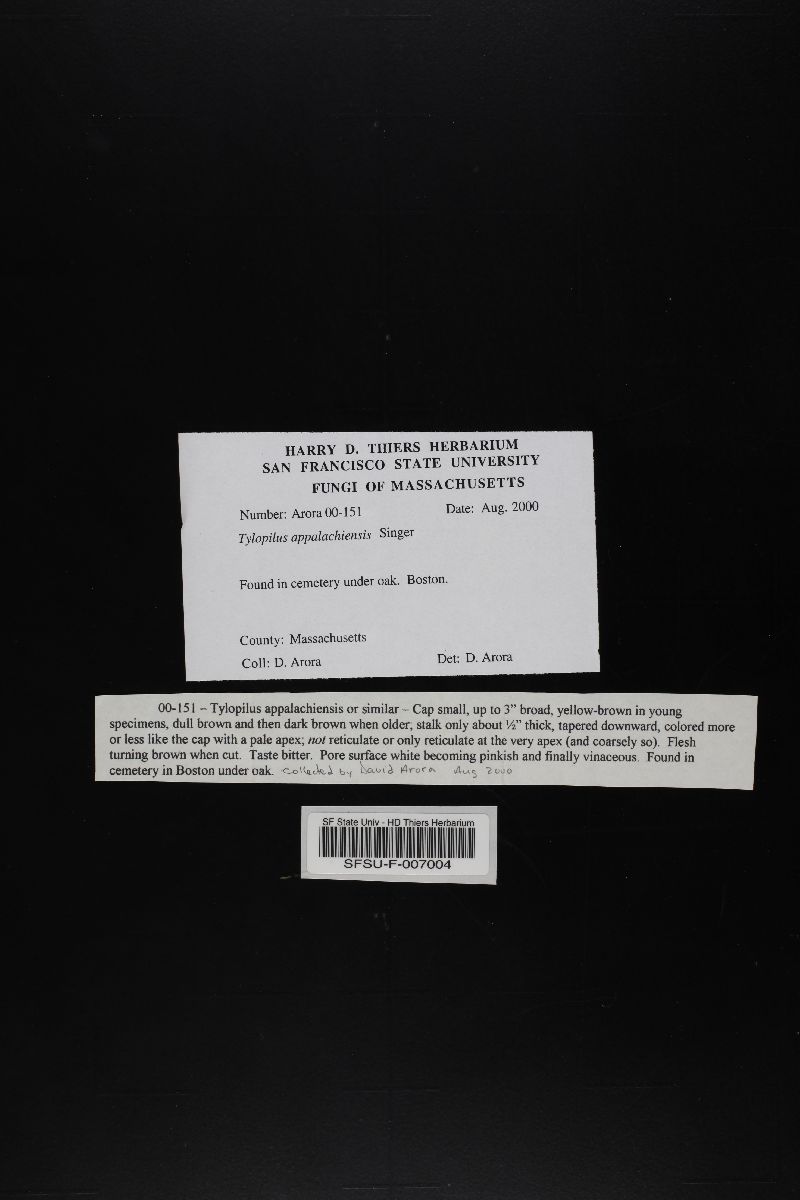 HARRY D. THIERS HERBARIUM
SAN FRANCISCO STATE UNIVERSITY
FUNGI OF MASSACHUSETTS
Number: Arora 00-151 Date: Aug. 2000
Tylopilus appalachiensis Singer
Found in cemetery under oak. Boston.
County: Massachusetts
Coll: D. Arora Det: D. Arora
00-151 – Tylopilus appalachiensis or similar – Cap small, up to 3” broad, yellow-brown in young
specimens, dull brown and then dark brown when older; stalk only about ½” thick, tapered downward, colored more
or less like the cap with a pale apex; not reticulate or only reticulate at the very apex (and coarsely so). Flesh
turning brown when cut. Taste bitter. Pore surface white becoming pinkish and finally vinaceous. Found in
cemetery in Boston under oak. collected by David Arora Aug 2000
SF State Univ - HD Thiers Herbarium
SFSU-F-007004